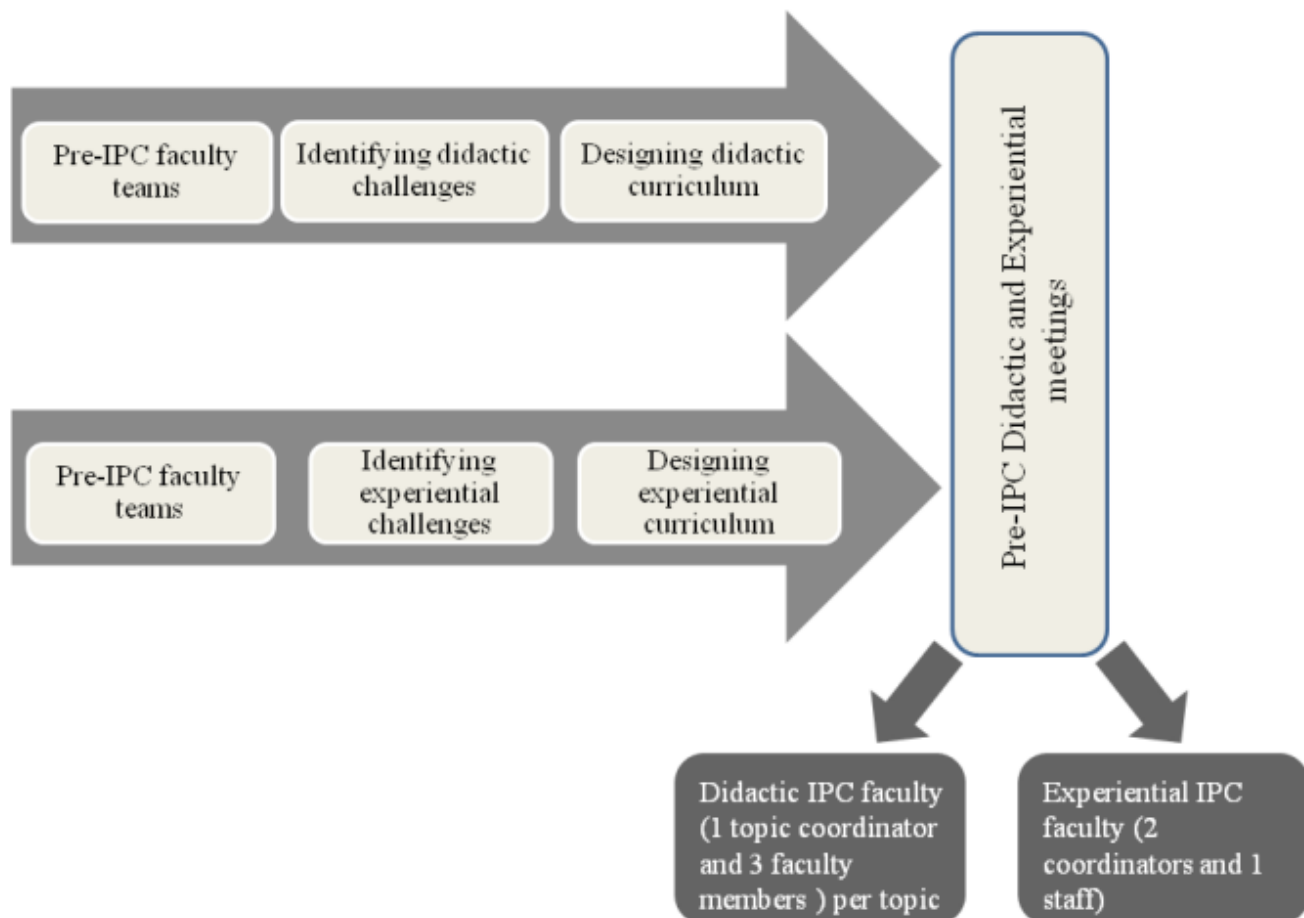 Pre-IPC faculty
teams
Identifying didactic
challenges
Designing didactic
curriculum
Pre-IPC faculty
teams
Identifying
experiential
challenges
Designing
experiential
curriculum
Pre-IPC Didactic and Experiential
meetings
Didactic IPC faculty
(1 topic coordinator
and 3 faculty
members ) per topic
Experiential IPC
faculty (2
coordinators and 1
staff)